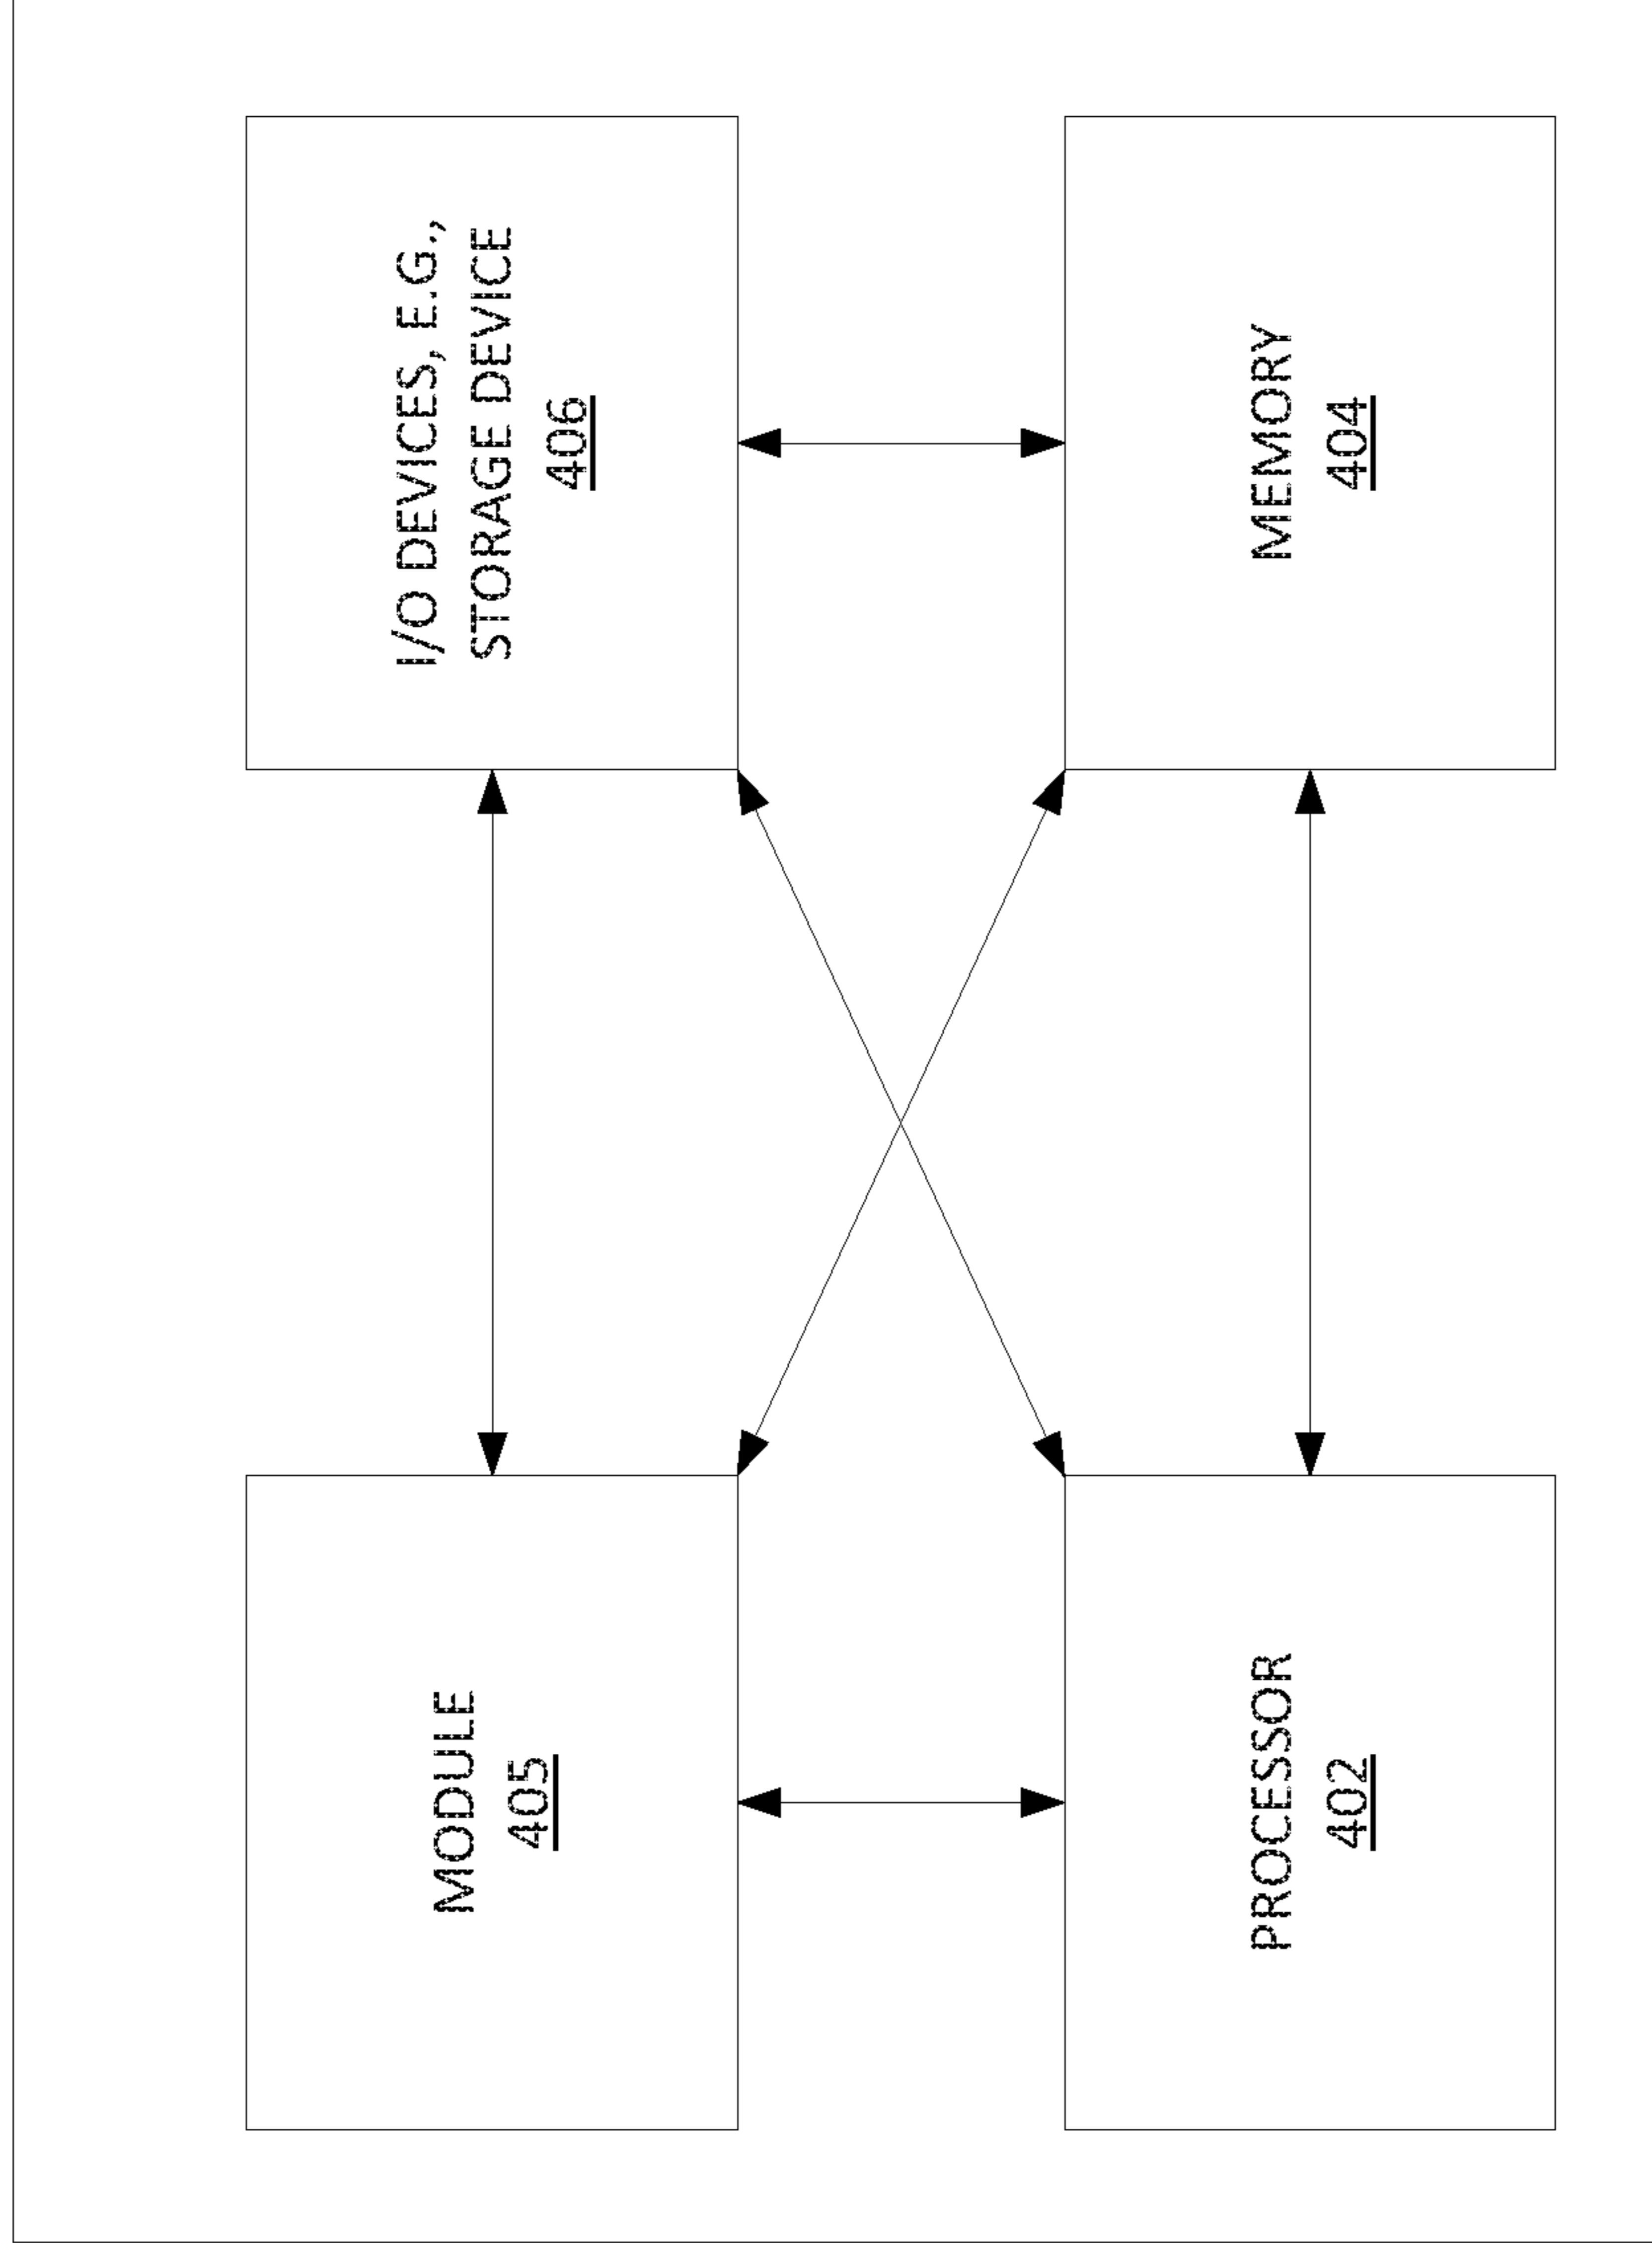 MODULE
405
I/O DEVICES, E.G.,
STORAGE DEVICE
406
PROCESSOR
402
MEMORY
404